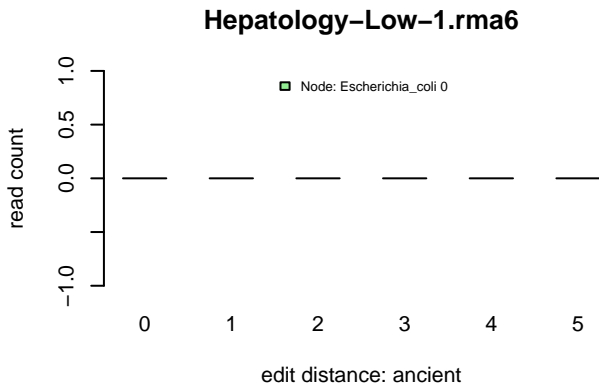 Hepatology−Low−1.rma6
1.0
Node: Escherichia_coli 0
0.5
0.0
−1.0
read count
0 1 2 3 4 5
edit distance: ancient